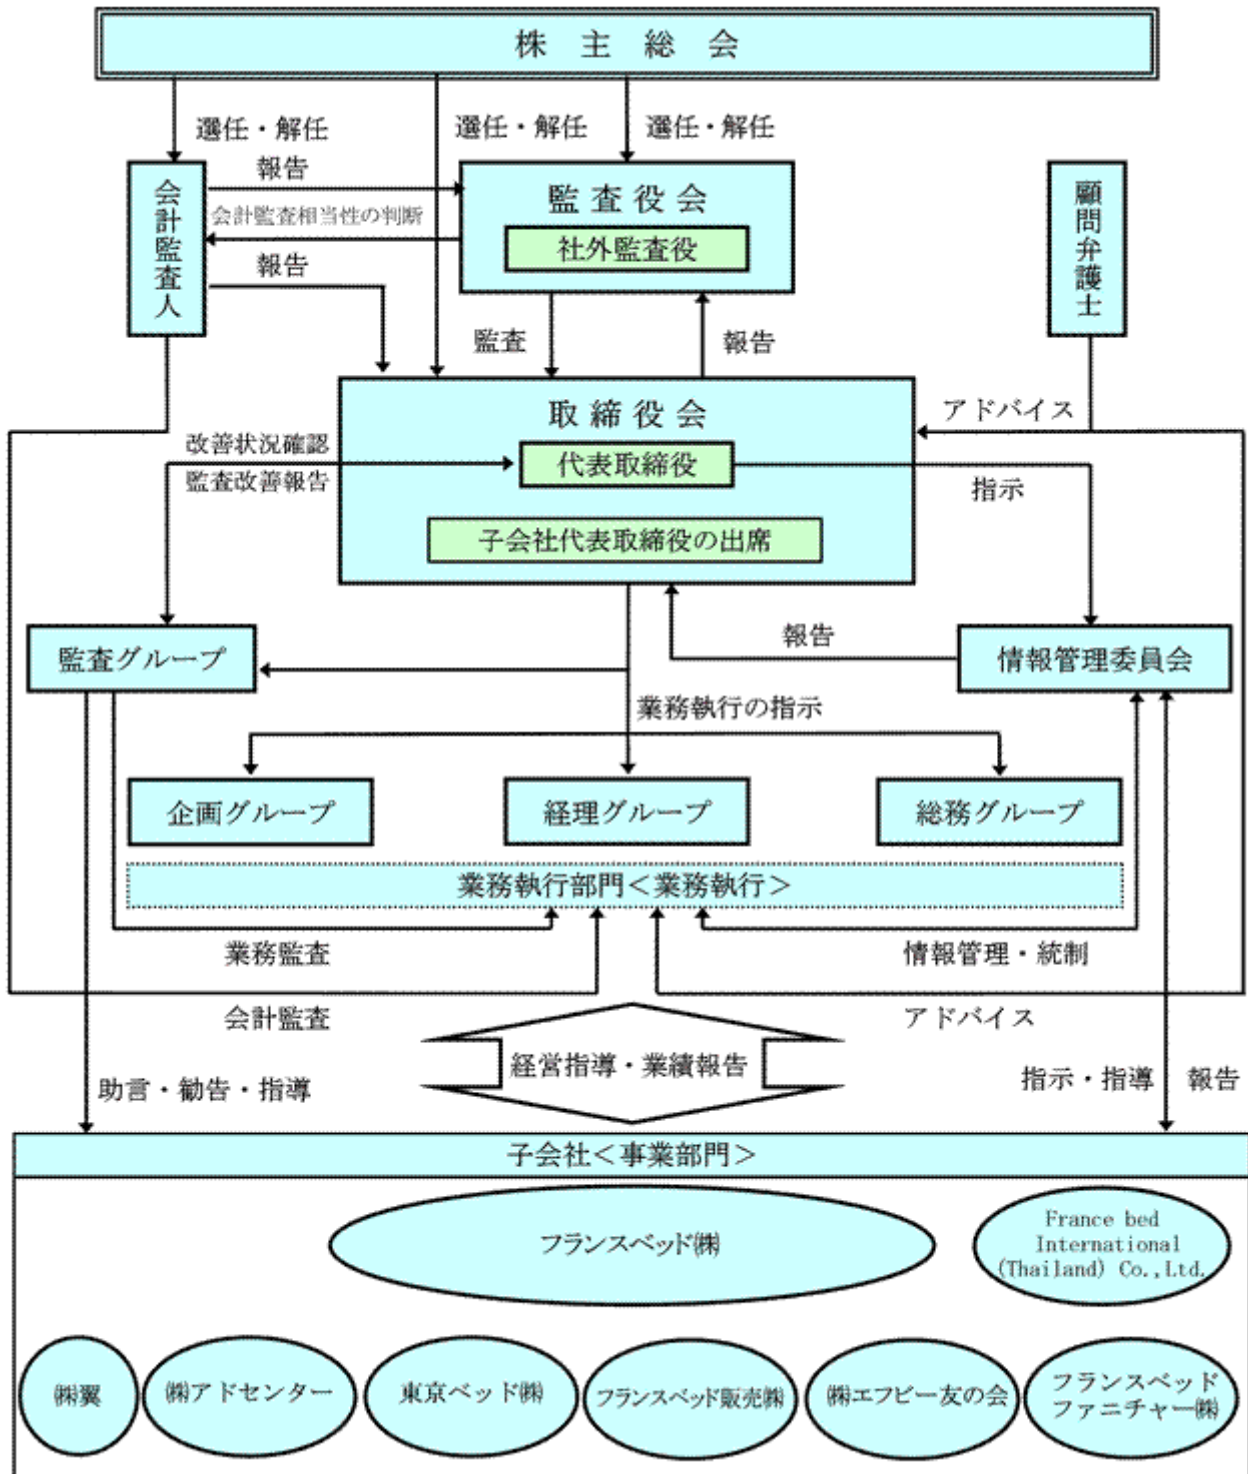 株主総会
選任・解任
選任・解任
選任・解任
会計監査人
報告
会計監査相当性の判断
報告
監査役会
社外監査役
顧問弁護士
監査
報告
取締役会
代表取締役
子会社代表取締役の出席
アドバイス
改善状況確認
監査改善報告
指示
監査グループ
報告
情報管理委員会
業務執行の指示
企画グループ
経理グループ
総務グループ
業務執行部門＜業務執行＞
業務監査
情報管理・統制
会計監査
アドバイス
経営指導・業績報告
助言・勧告・指導
指示・指導
報告
子会社＜事業部門＞
フランスベッド㈱
France bed
International
(Thailand) Co.,Ltd.
㈱翼
㈱アドセンター
東京ベッド㈱
フランスベッド販売㈱
㈱エフビー友の会
フランスベッド
ファニチャー㈱